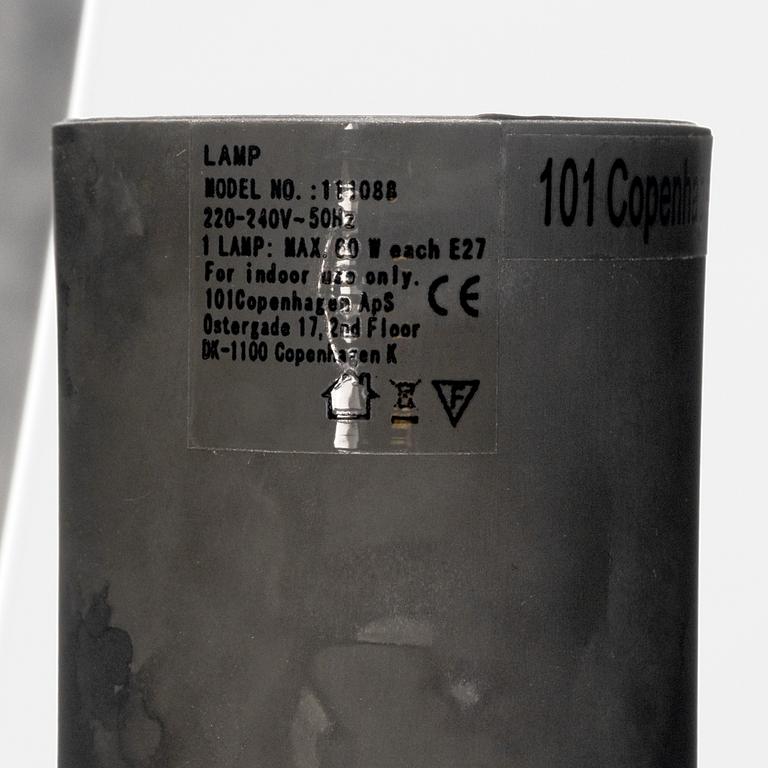 LAMP
MODEL NO.:111088
220-240V~50Hz
1 LAMP: MAX. 60 W each E27
For indoor use only.
101Copenhagen ApS
CE
Ostergade 17, 2nd Floor
DK-1100 Copenhagen K
F
101 Copenha